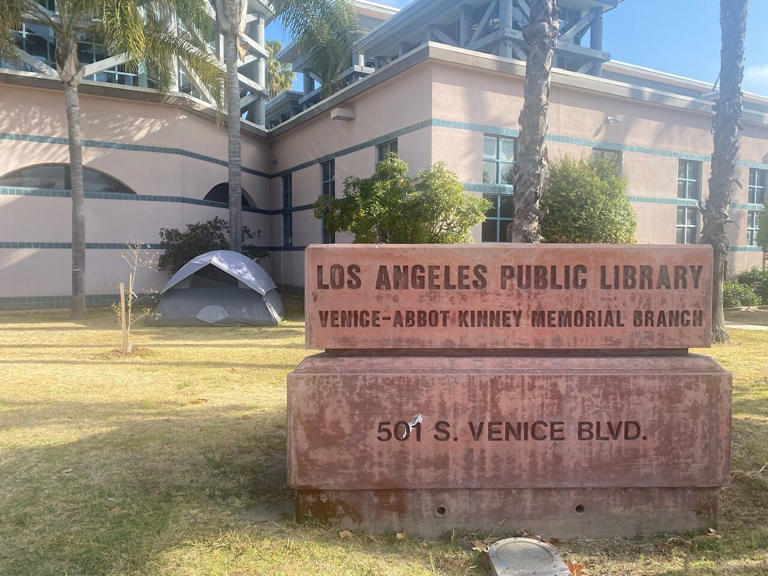 LOS ANGELES PUBLIC LIBRARY
VENICE-ABBOT KINNEY MEMORIAL BRANCH
501 S. VENICE BLVD.